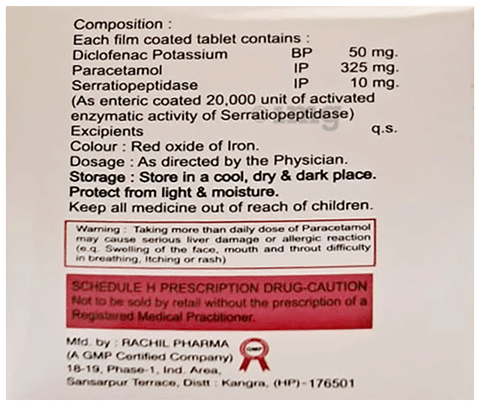 Composition :
Each film coated tablet contains :
Diclofenac Potassium BP 50 mg.
Paracetamol IP 325 mg.
Serratiopeptidase IP 10 mg.
(As enteric coated 20,000 unit of activated
enzymatic activity of Serratiopeptidase)
Excipients q.s.
Colour : Red oxide of Iron.
Dosage : As directed by the Physician.
Storage : Store in a cool, dry & dark place.
Protect from light & moisture.
Keep all medicine out of reach of children.
Warning : Taking more than daily dose of Paracetamol
may cause serious liver damage or allergic reaction
(e.q. Swelling of the face, mouth and throut difficulty
in breathing, Itching or rash)
SCHEDULE H PRESCRIPTION DRUG-CAUTION
Not to be sold by retail without the prescription of a
Registered Medical Practitioner.
Mfd. by : RACHIL PHARMA
(A GMP Certified Company)
GMP
18-19, Phase-1, Ind. Area,
Sansarpur Terrace, Distt : Kangra, (HP)-176501